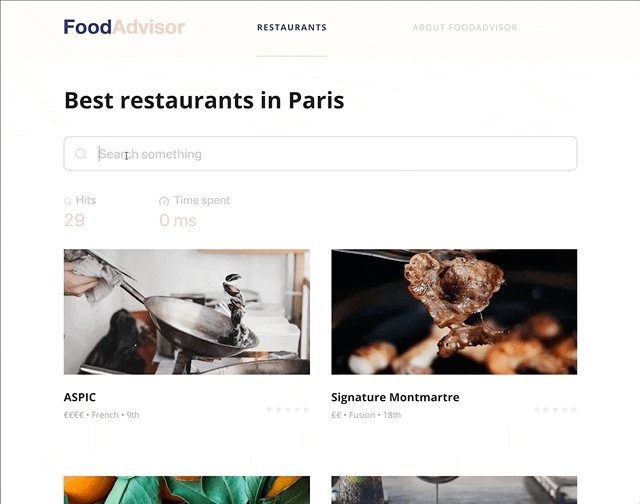 FoodAdvisor
RESTAURANTS
ABOUT FOODADVISOR
Best restaurants in Paris
Search something
Hits
Time spent
29
0 ms
ASPIC
€€€€ • French • 9th
Signature Montmartre
€€ • Fusion • 18th